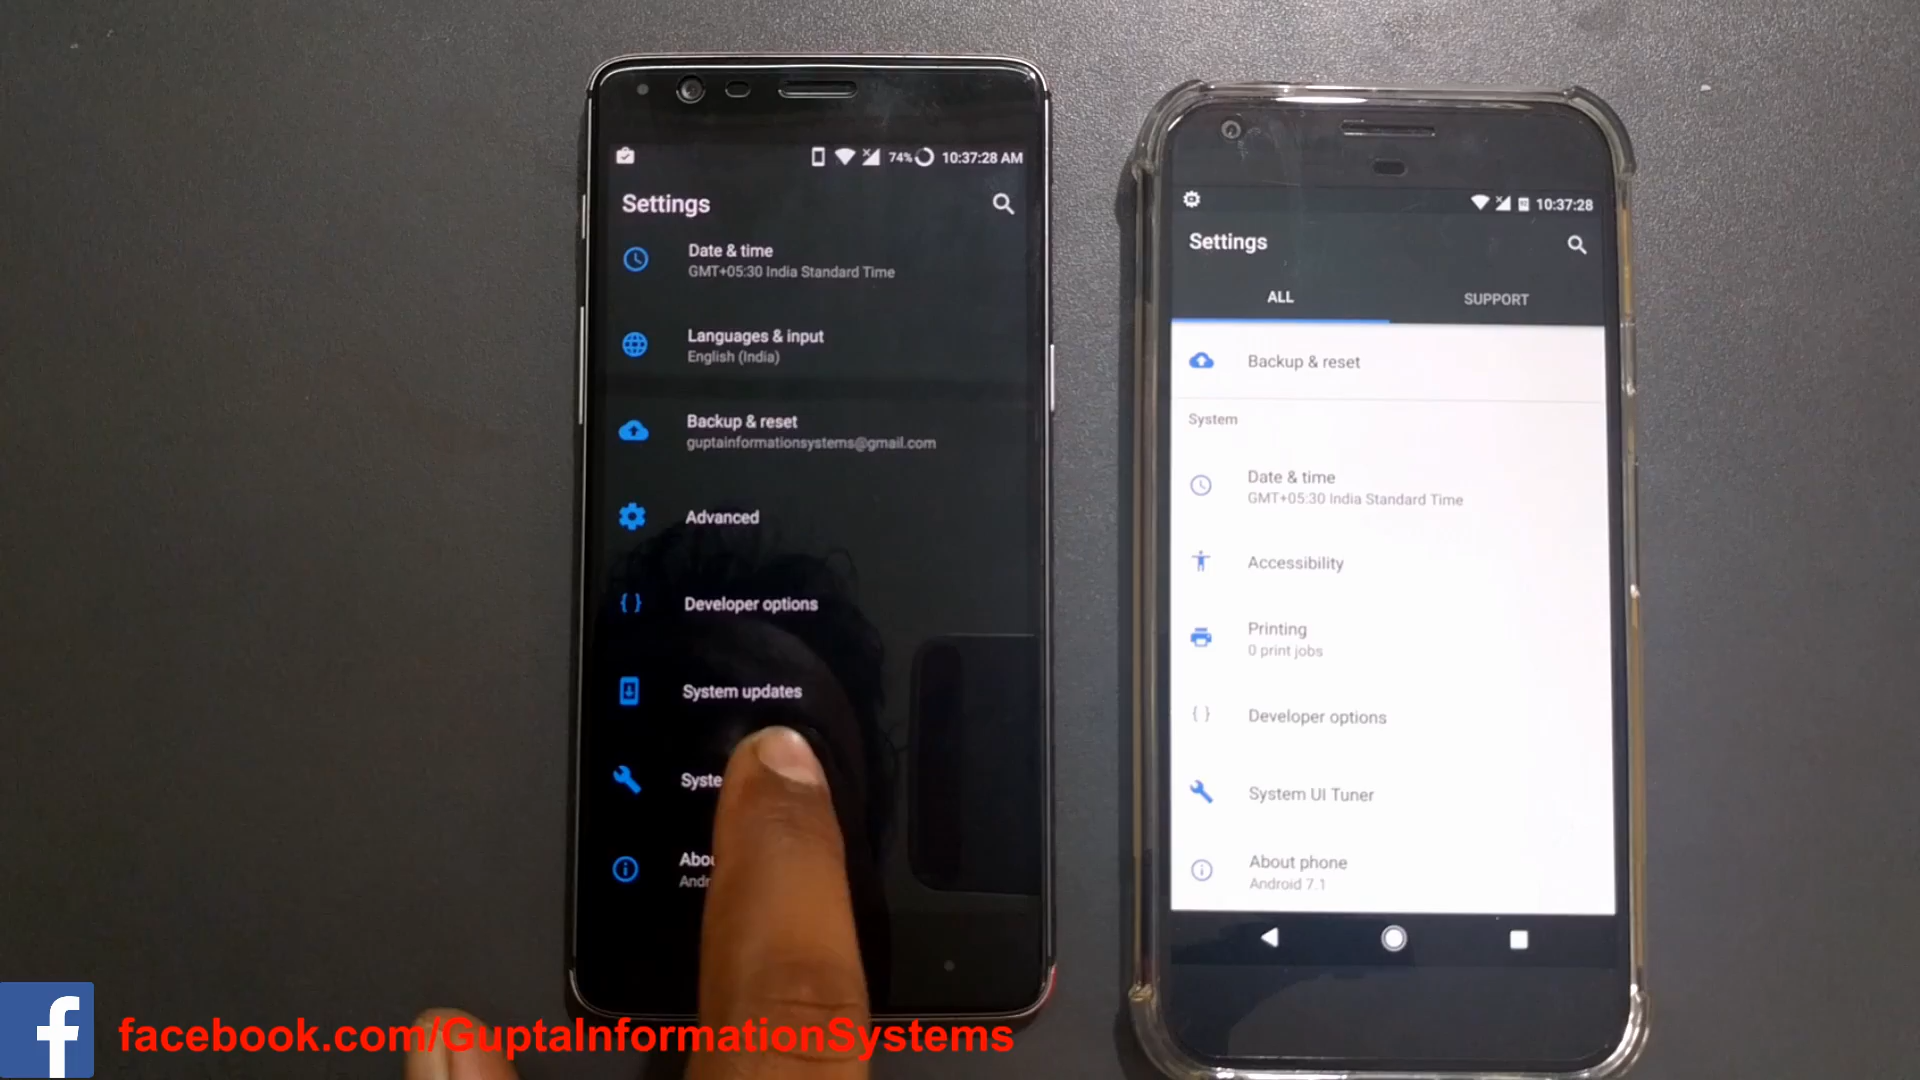 74% 10:37:28 AM
Settings
Date & time
GMT+05:30 India Standard Time
Languages & input
English (India)
Backup & reset
guptainformationsystems@gmail.com
Advanced
Developer options
System updates
10:37:28
Settings
ALL SUPPORT
Backup & reset
System
Date & time
GMT+05:30 India Standard Time
Accessibility
Printing
0 print jobs
Developer options
System UI Tuner
About phone
Android 7.1
facebook.com/GuptaInformationSystems